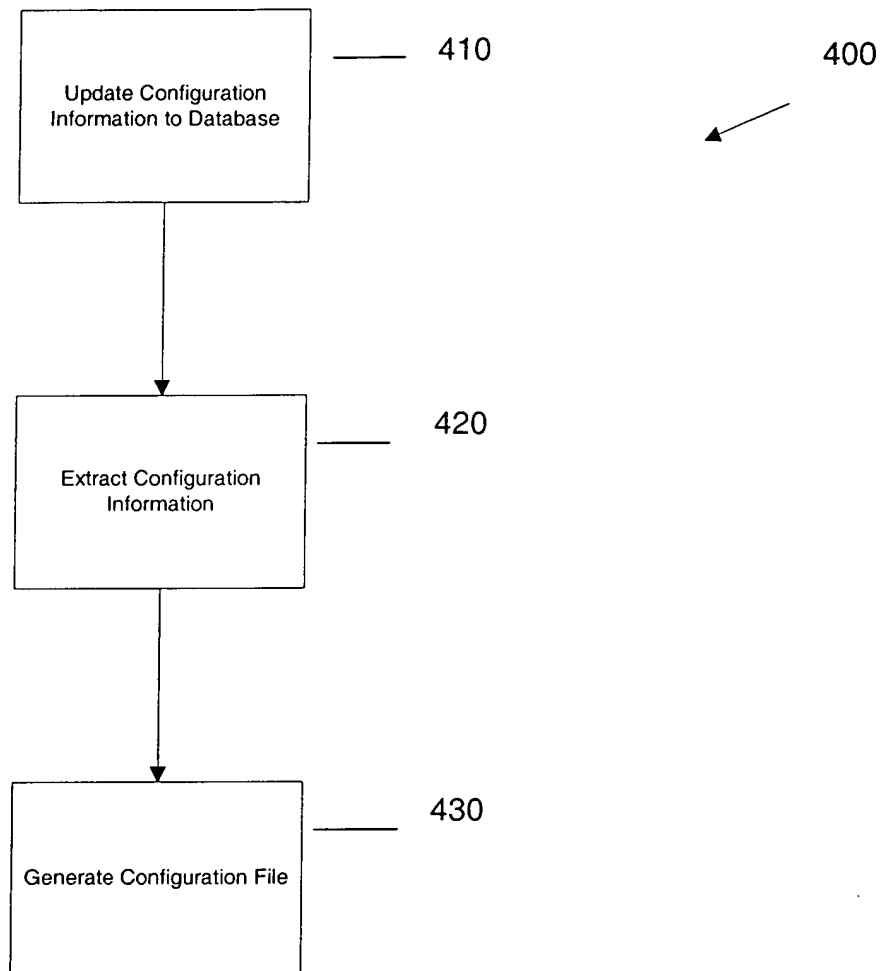 410
400
Update Configuration
Information to Database
420
Extract Configuration
Information
430
Generate Configuration File